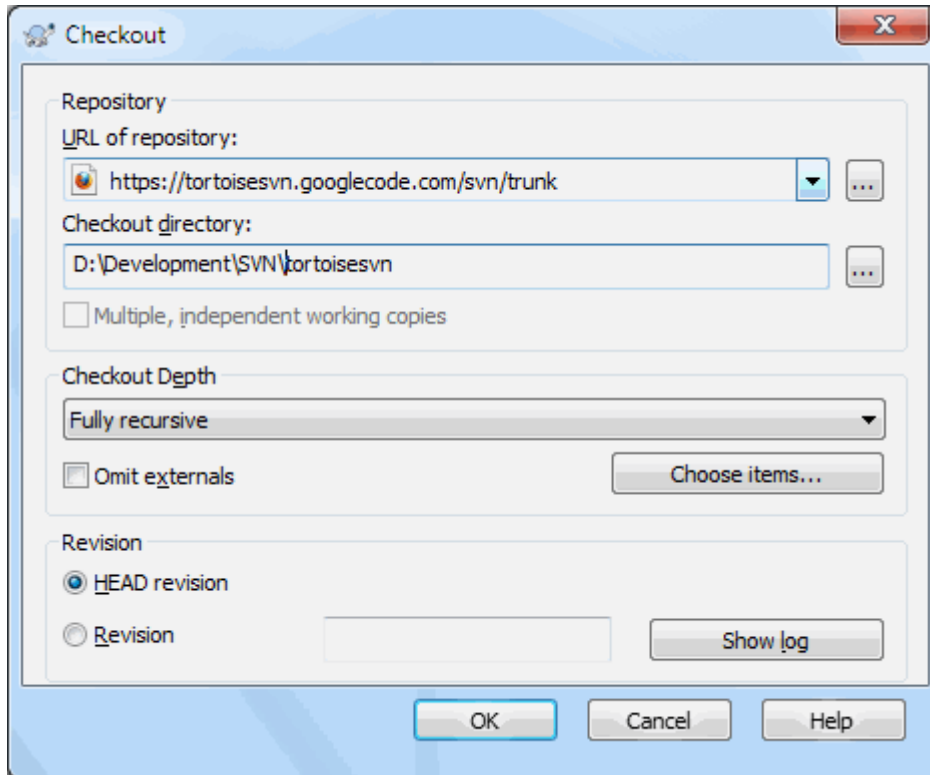 Checkout
Repository
URL of repository:
https://tortoisesvn.googlecode.com/svn/trunk
...
Checkout directory:
D:\Development\SVN\tortoisesvn
...
Multiple, independent working copies
Checkout Depth
Fully recursive
Omit externals
Choose items...
Revision
HEAD revision
Revision
Show log
OK Cancel Help